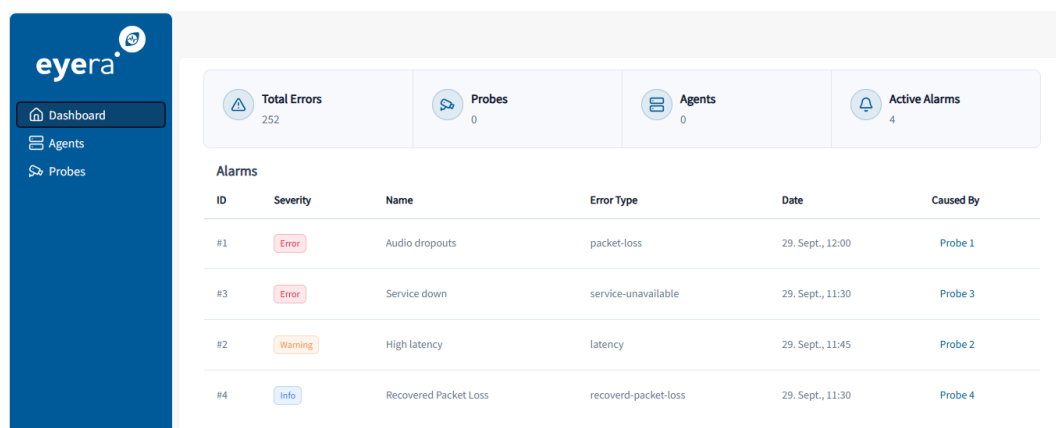 eyera
Dashboard
Agents
Probes
Total Errors
252
Probes
0
Agents
0
Active Alarms
4
Alarms
ID Severity Name Error Type Date Caused By
#1 Error Audio dropouts packet-loss 29. Sept., 12:00 Probe 1
#3 Error Service down service-unavailable 29. Sept., 11:30 Probe 3
#2 Warning High latency latency 29. Sept., 11:45 Probe 2
#4 Info Recovered Packet Loss recoverd-packet-loss 29. Sept., 11:30 Probe 4